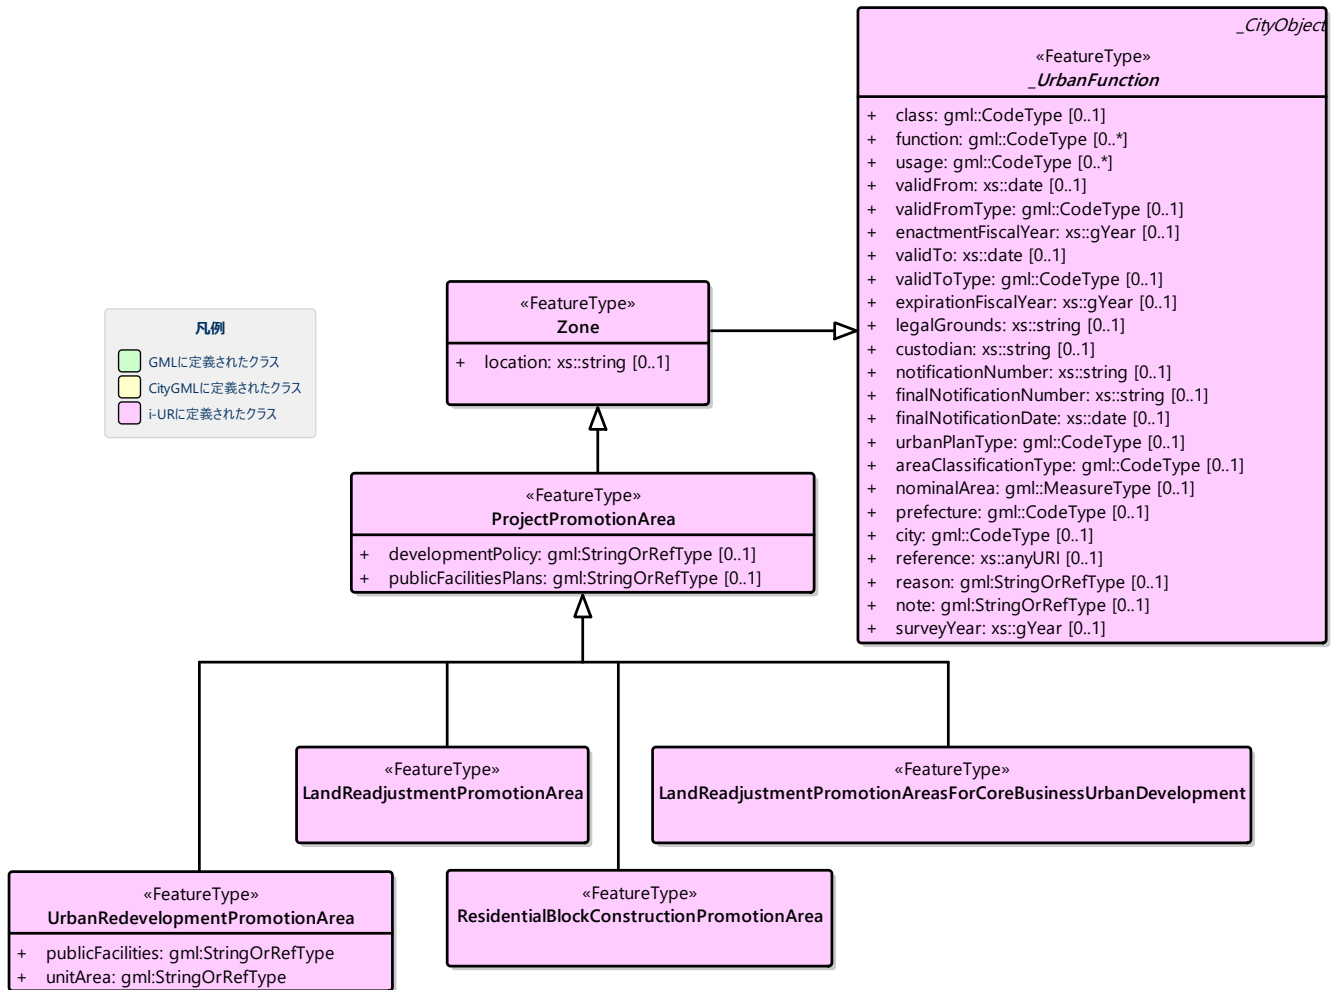 _CityObject
«FeatureType»
_UrbanFunction
+ class: gml::CodeType [0..1]
+ function: gml::CodeType [0..*]
+ usage: gml::CodeType [0..*]
+ validFrom: xs::date [0..1]
+ validFromType: gml::CodeType [0..1]
+ enactmentFiscalYear: xs::gYear [0..1]
+ validTo: xs::date [0..1]
+ validToType: gml::CodeType [0..1]
+ expirationFiscalYear: xs::gYear [0..1]
+ legalGrounds: xs::string [0..1]
+ custodian: xs::string [0..1]
+ notificationNumber: xs::string [0..1]
+ finalNotificationNumber: xs::string [0..1]
+ finalNotificationDate: xs::date [0..1]
+ urbanPlanType: gml::CodeType [0..1]
+ areaClassificationType: gml::CodeType [0..1]
+ nominalArea: gml::MeasureType [0..1]
+ prefecture: gml::CodeType [0..1]
+ city: gml::CodeType [0..1]
+ reference: xs::anyURI [0..1]
+ reason: gml:StringOrRefType [0..1]
+ note: gml:StringOrRefType [0..1]
+ surveyYear: xs::gYear [0..1]
«FeatureType»
Zone
+ location: xs::string [0..1]
凡例
GMLに定義されたクラス
CityGMLに定義されたクラス
i-URに定義されたクラス
«FeatureType»
ProjectPromotionArea
+ developmentPolicy: gml:StringOrRefType [0..1]
+ publicFacilitiesPlans: gml:StringOrRefType [0..1]
«FeatureType»
LandReadjustmentPromotionArea
«FeatureType»
LandReadjustmentPromotionAreasForCoreBusinessUrbanDevelopment
«FeatureType»
UrbanRedevelopmentPromotionArea
+ publicFacilities: gml:StringOrRefType
+ unitArea: gml:StringOrRefType
«FeatureType»
ResidentialBlockConstructionPromotionArea